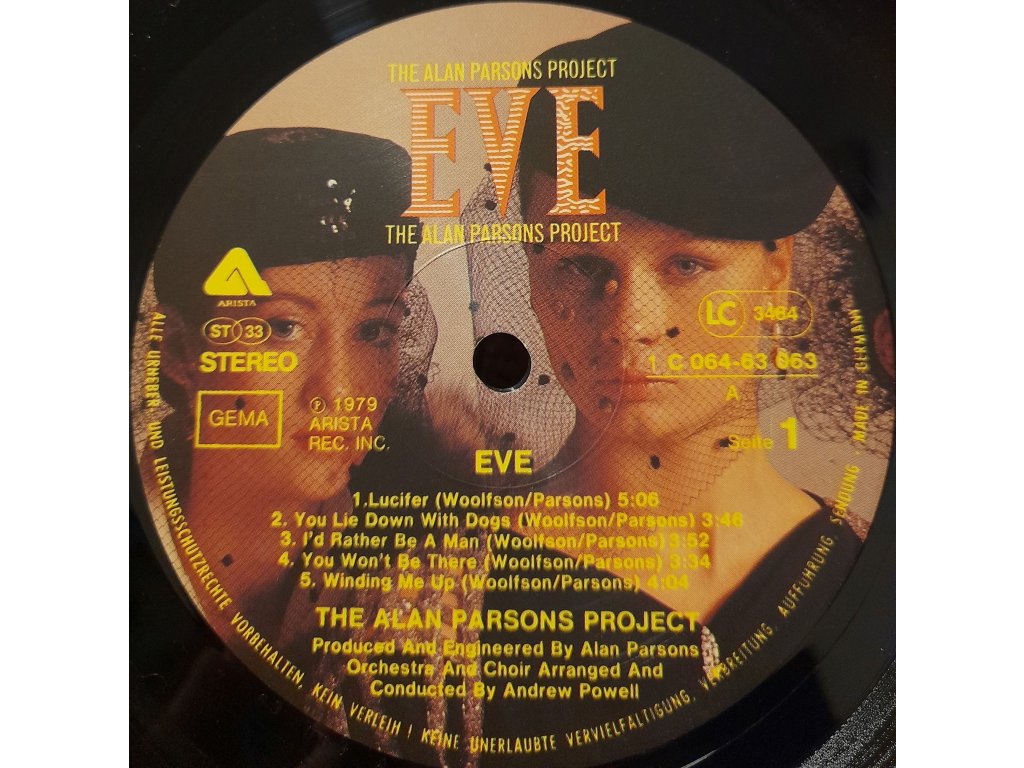 THE ALAN PARSONS PROJECT
EVE
THE ALAN PARSONS PROJECT
ARISTA
ST 33
STEREO
LC 3484
1 C 064-63 063
A
GEMA
℗ 1979
ARISTA
REC. INC.
Seite 1
EVE
1.Lucifer (Woolfson/Parsons) 5:06
2. You Lie Down With Dogs (Woolfson/Parsons) 3:46
3. I'd Rather Be A Man (Woolfson/Parsons) 3:52
4. You Won't Be There (Woolfson/Parsons) 3:34
5. Winding Me Up (Woolfson/Parsons) 4:04
THE ALAN PARSONS PROJECT
Produced And Engineered By Alan Parsons
Orchestra And Choir Arranged And
Conducted By Andrew Powell
ALLE URHEBER- UND LEISTUNGSSCHUTZRECHTE VORBEHALTEN, KEIN VERLEIH ! KEINE UNERLAUBTE VERVIELFÄLTIGUNG, VERBREITUNG, AUFFÜHRUNG, SENDUNG · MADE IN GERMANY